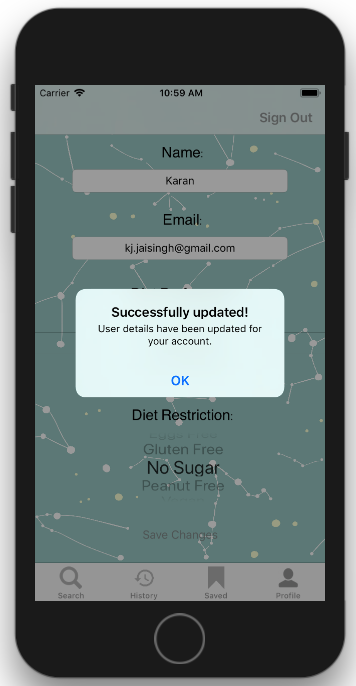 Carrier
10:59 AM
Sign Out
Name:
Karan
Email:
kj.jaisingh@gmail.com
Successfully updated!
User details have been updated for
your account.
OK
Diet Restriction:
Gluten Free
No Sugar
Peanut Free
Save Changes
Search
History
Saved
Profile